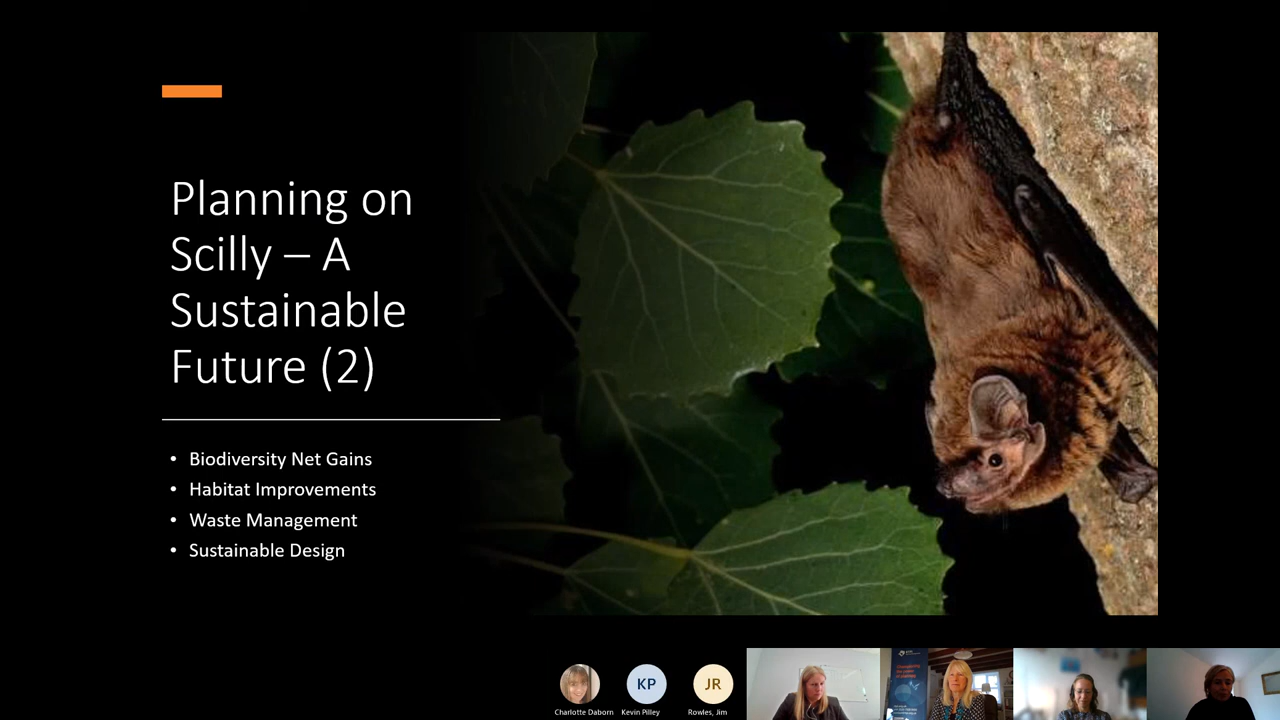 Planning on
Scilly – A
Sustainable
Future (2)
• Biodiversity Net Gains
• Habitat Improvements
• Waste Management
• Sustainable Design
KP
JR
Charlotte Daborn
Kevin Pilley
Rowles, Jim